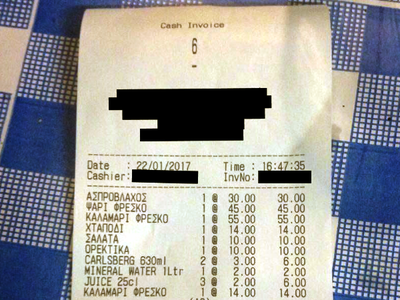 Cash Invoice
6
-
Date : 22/01/2017 Time : 16:47:35
Cashier: InvNo:
ΑΣΠΡΟΒΛΑΧΟΣ 1 @ 30.00 30.00
ΨΑΡΙ ΦΡΕΣΚΟ 1 @ 45.00 45.00
ΚΑΛΑΜΑΡΙ ΦΡΕΣΚΟ 1 @ 55.00 55.00
ΧΤΑΠΟΔΙ 1 @ 14.00 14.00
ΣΑΛΑΤΑ 1 @ 10.00 10.00
ΟΡΕΚΤΙΚΑ 1 @ 10.00 10.00
CARLSBERG 630ml 2 @ 3.00 6.00
MINERAL WATER 1Ltr 1 @ 2.00 2.00
JUICE 25cl 3 @ 2.00 6.00
ΚΑΛΑΜΑΡΙ ΦΡΕΣΚΟ 1 @ 14.00 14.00